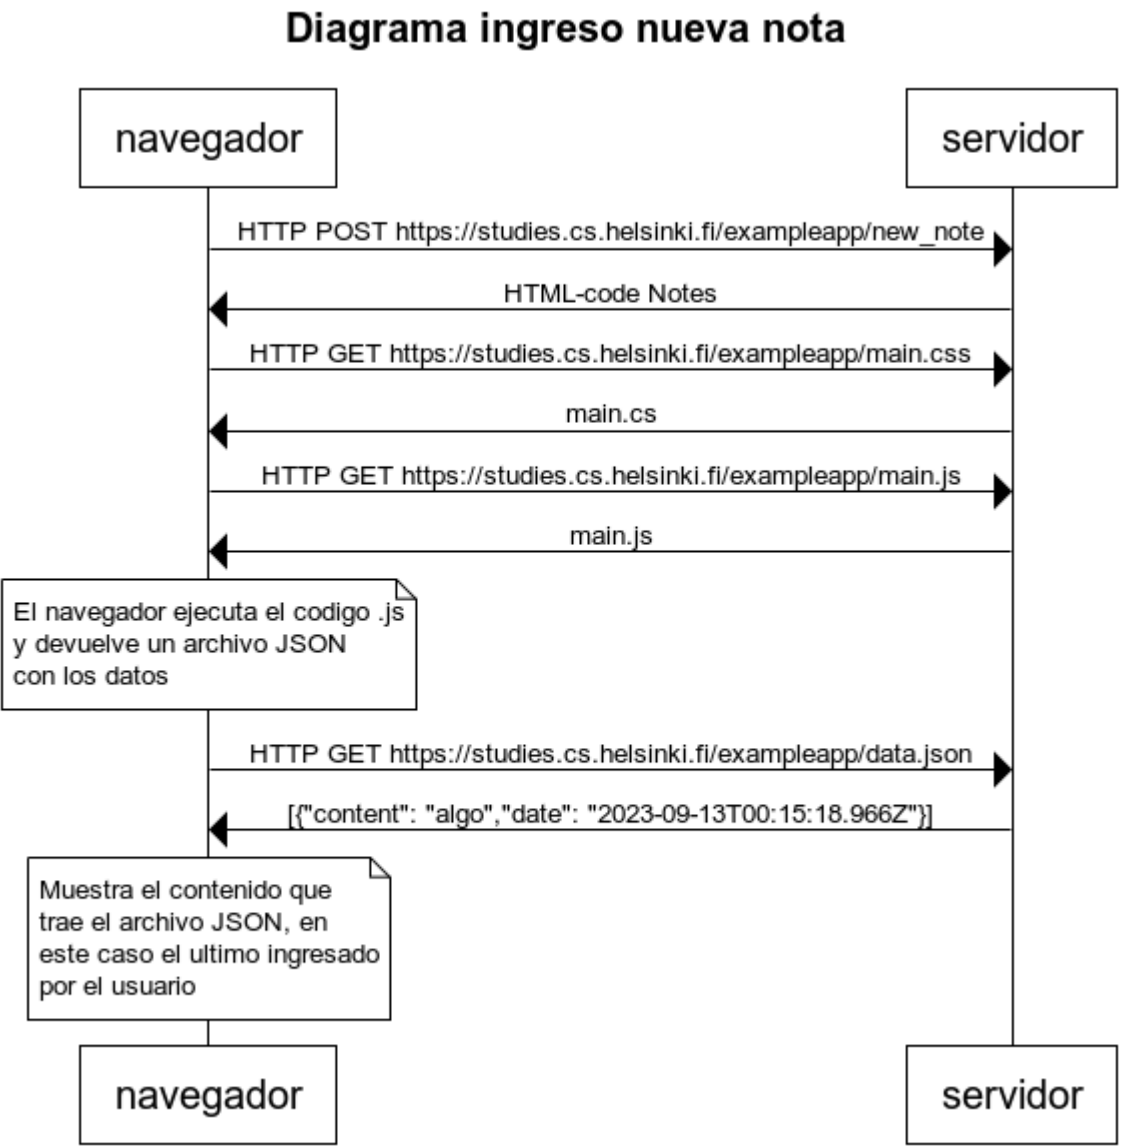 Diagrama ingreso nueva nota
navegador
servidor
HTTP POST https://studies.cs.helsinki.fi/exampleapp/new_note
HTML-code Notes
HTTP GET https://studies.cs.helsinki.fi/exampleapp/main.css
main.cs
HTTP GET https://studies.cs.helsinki.fi/exampleapp/main.js
main.js
El navegador ejecuta el codigo .js
y devuelve un archivo JSON
con los datos
HTTP GET https://studies.cs.helsinki.fi/exampleapp/data.json
[{"content": "algo","date": "2023-09-13T00:15:18.966Z"}]
Muestra el contenido que
trae el archivo JSON, en
este caso el ultimo ingresado
por el usuario
navegador
servidor